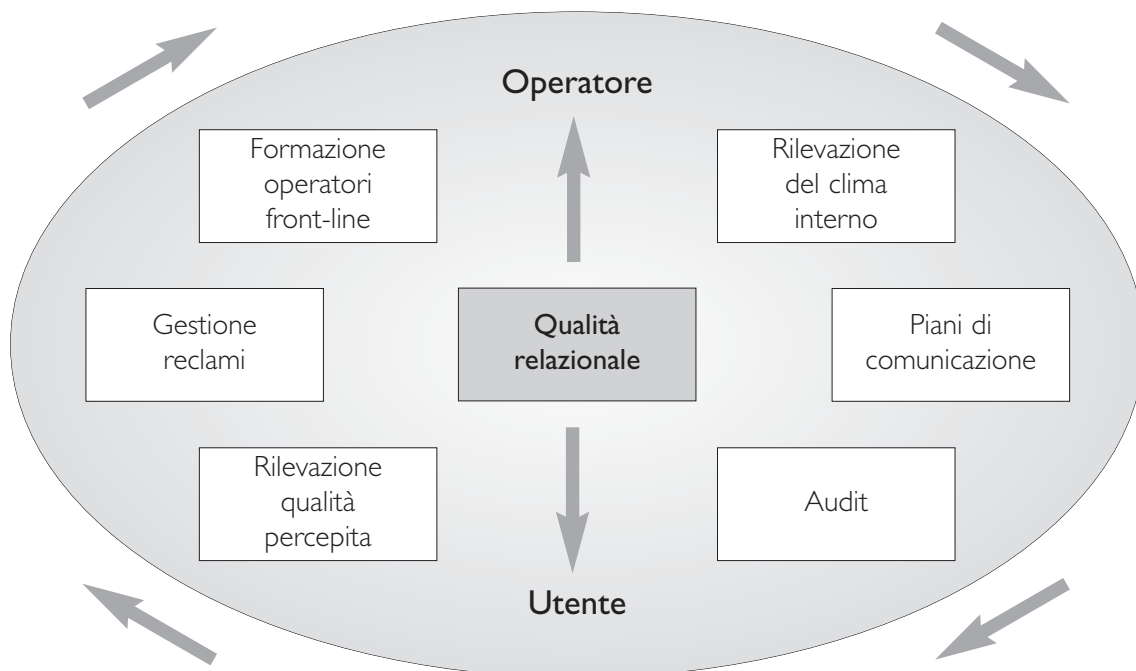 Operatore
Formazione
operatori
front-line
Rilevazione
del clima
interno
Gestione
reclami
Qualità
relazionale
Piani di
comunicazione
Rilevazione
qualità
percepita
Audit
Utente